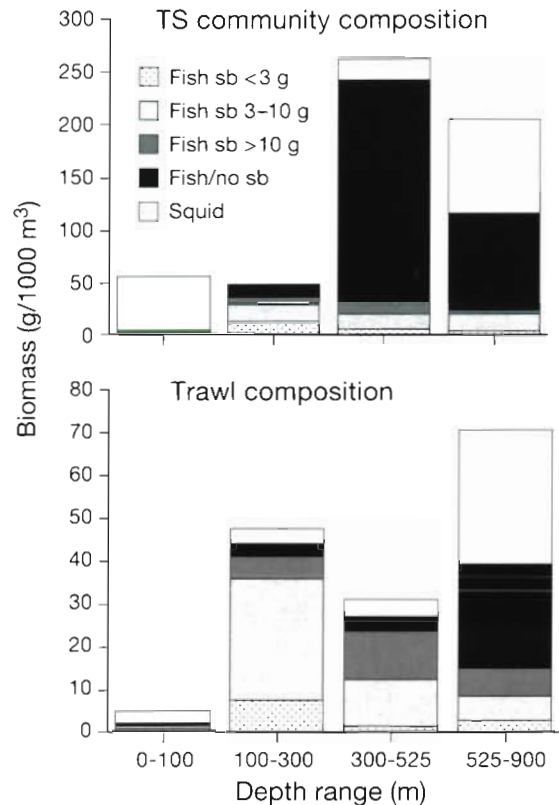 TS community composition
300
250
200
150
100
50
0
Fish sb <3 g
Fish sb 3–10 g
Fish sb >10 g
Fish/no sb
Squid
Biomass (g/1000 m³)
Trawl composition
80
70
60
50
40
30
20
10
0
0-100 100-300 300-525 525-900
Depth range (m)